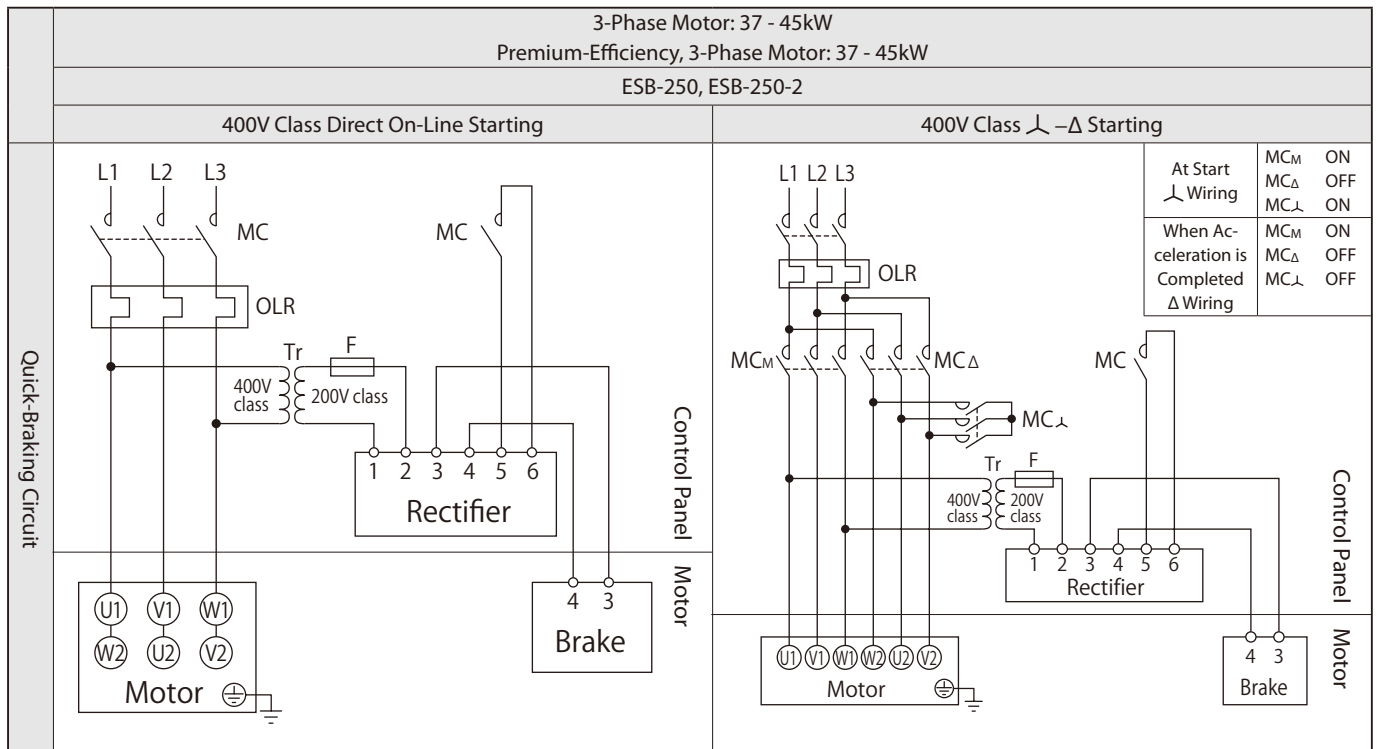 3-Phase Motor: 37 - 45kW
Premium-Efficiency, 3-Phase Motor: 37 - 45kW
ESB-250, ESB-250-2
400V Class Direct On-Line Starting
400V Class ⅄ –Δ Starting
Quick-Braking Circuit
L1 L2 L3
MC
MC
OLR
Tr
F
400V
class
200V class
1 2 3 4 5 6
Rectifier
Control Panel
Motor
U1 V1 W1
W2 U2 V2
Motor
4 3
Brake
At Start
⅄ Wiring
MCM ON
MCΔ OFF
MC⅄ ON
When Ac-
celeration is
Completed
Δ Wiring
MCM ON
MCΔ OFF
MC⅄ OFF
L1 L2 L3
OLR
MCM
MCΔ
MC
MC⅄
Tr
F
400V
class
200V
class
1 2 3 4 5 6
Rectifier
Control Panel
Motor
U1 V1 W1 W2 U2 V2
Motor
4 3
Brake